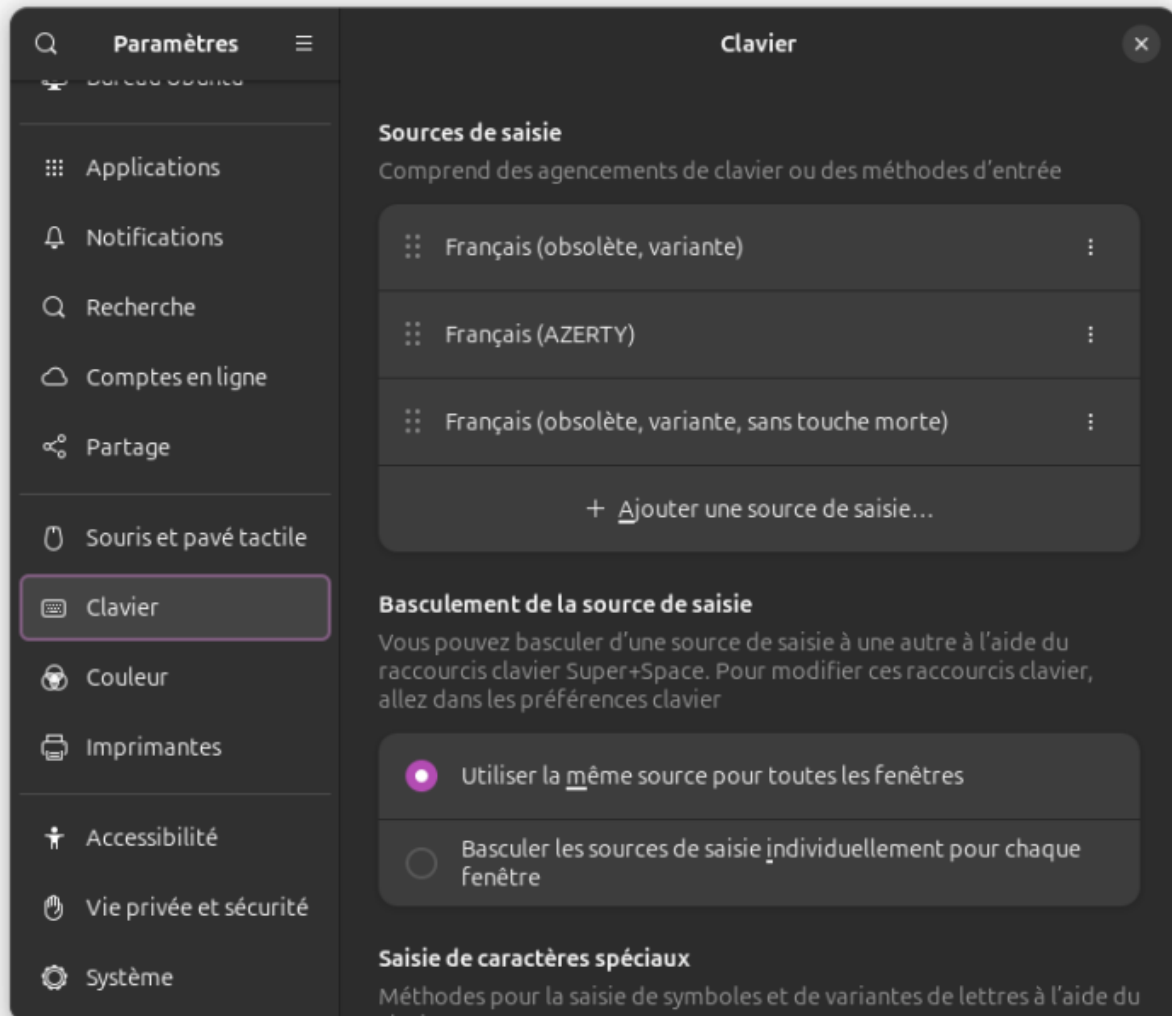 Paramètres
Bureau Ubuntu
Applications
Notifications
Recherche
Comptes en ligne
Partage
Souris et pavé tactile
Clavier
Couleur
Imprimantes
Accessibilité
Vie privée et sécurité
Système
Clavier
Sources de saisie
Comprend des agencements de clavier ou des méthodes d'entrée
Français (obsolète, variante)
Français (AZERTY)
Français (obsolète, variante, sans touche morte)
+ Ajouter une source de saisie…
Basculement de la source de saisie
Vous pouvez basculer d'une source de saisie à une autre à l'aide du
raccourcis clavier Super+Space. Pour modifier ces raccourcis clavier,
allez dans les préférences clavier
Utiliser la même source pour toutes les fenêtres
Basculer les sources de saisie individuellement pour chaque
fenêtre
Saisie de caractères spéciaux
Méthodes pour la saisie de symboles et de variantes de lettres à l'aide du